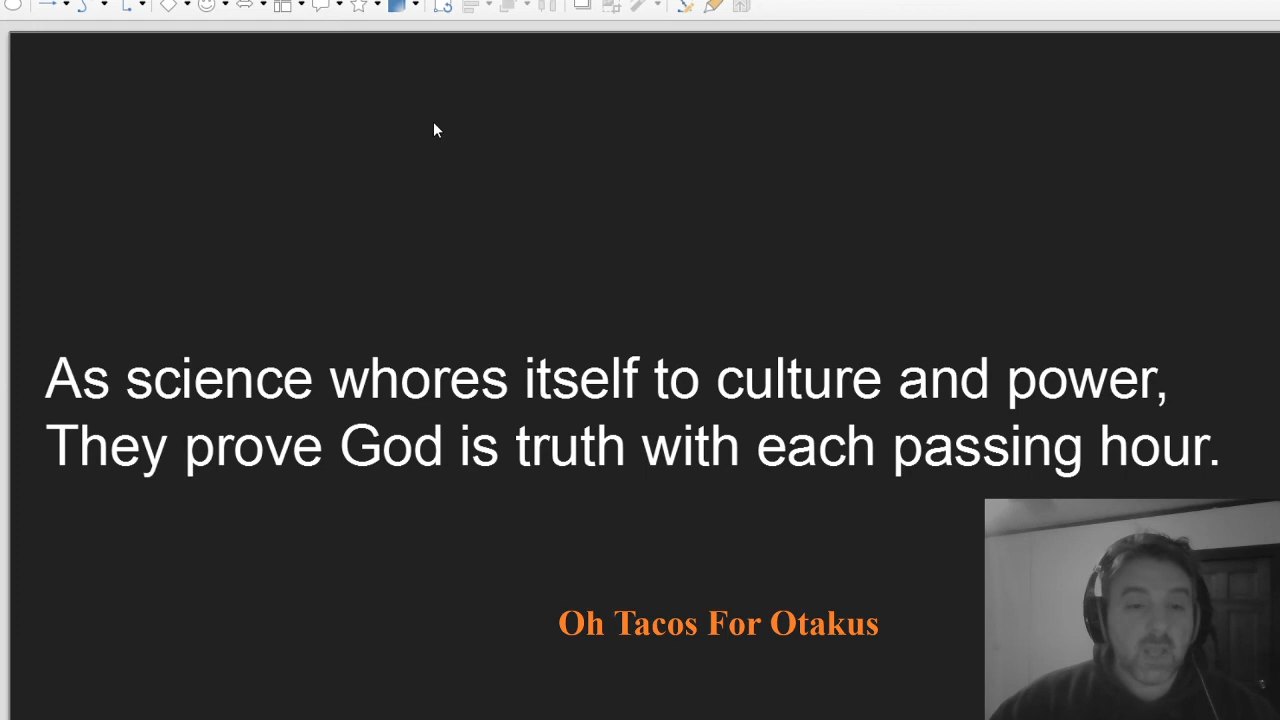 As science whores itself to culture and power,
They prove God is truth with each passing hour.
Oh Tacos For Otakus